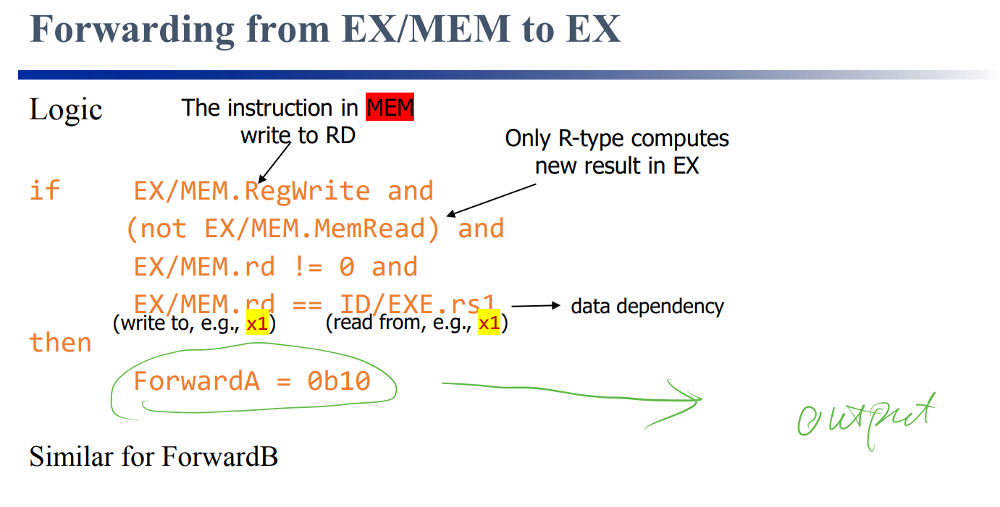 Forwarding from EX/MEM to EX
Logic
The instruction in MEM
write to RD
Only R-type computes
new result in EX
if EX/MEM.RegWrite and
(not EX/MEM.MemRead) and
EX/MEM.rd != 0 and
EX/MEM.rd == ID/EXE.rs1
data dependency
(write to, e.g., x1) (read from, e.g., x1)
then
ForwardA = 0b10
output
Similar for ForwardB